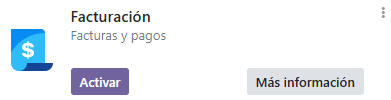 Facturación
Facturas y pagos
$
Activar
Más información